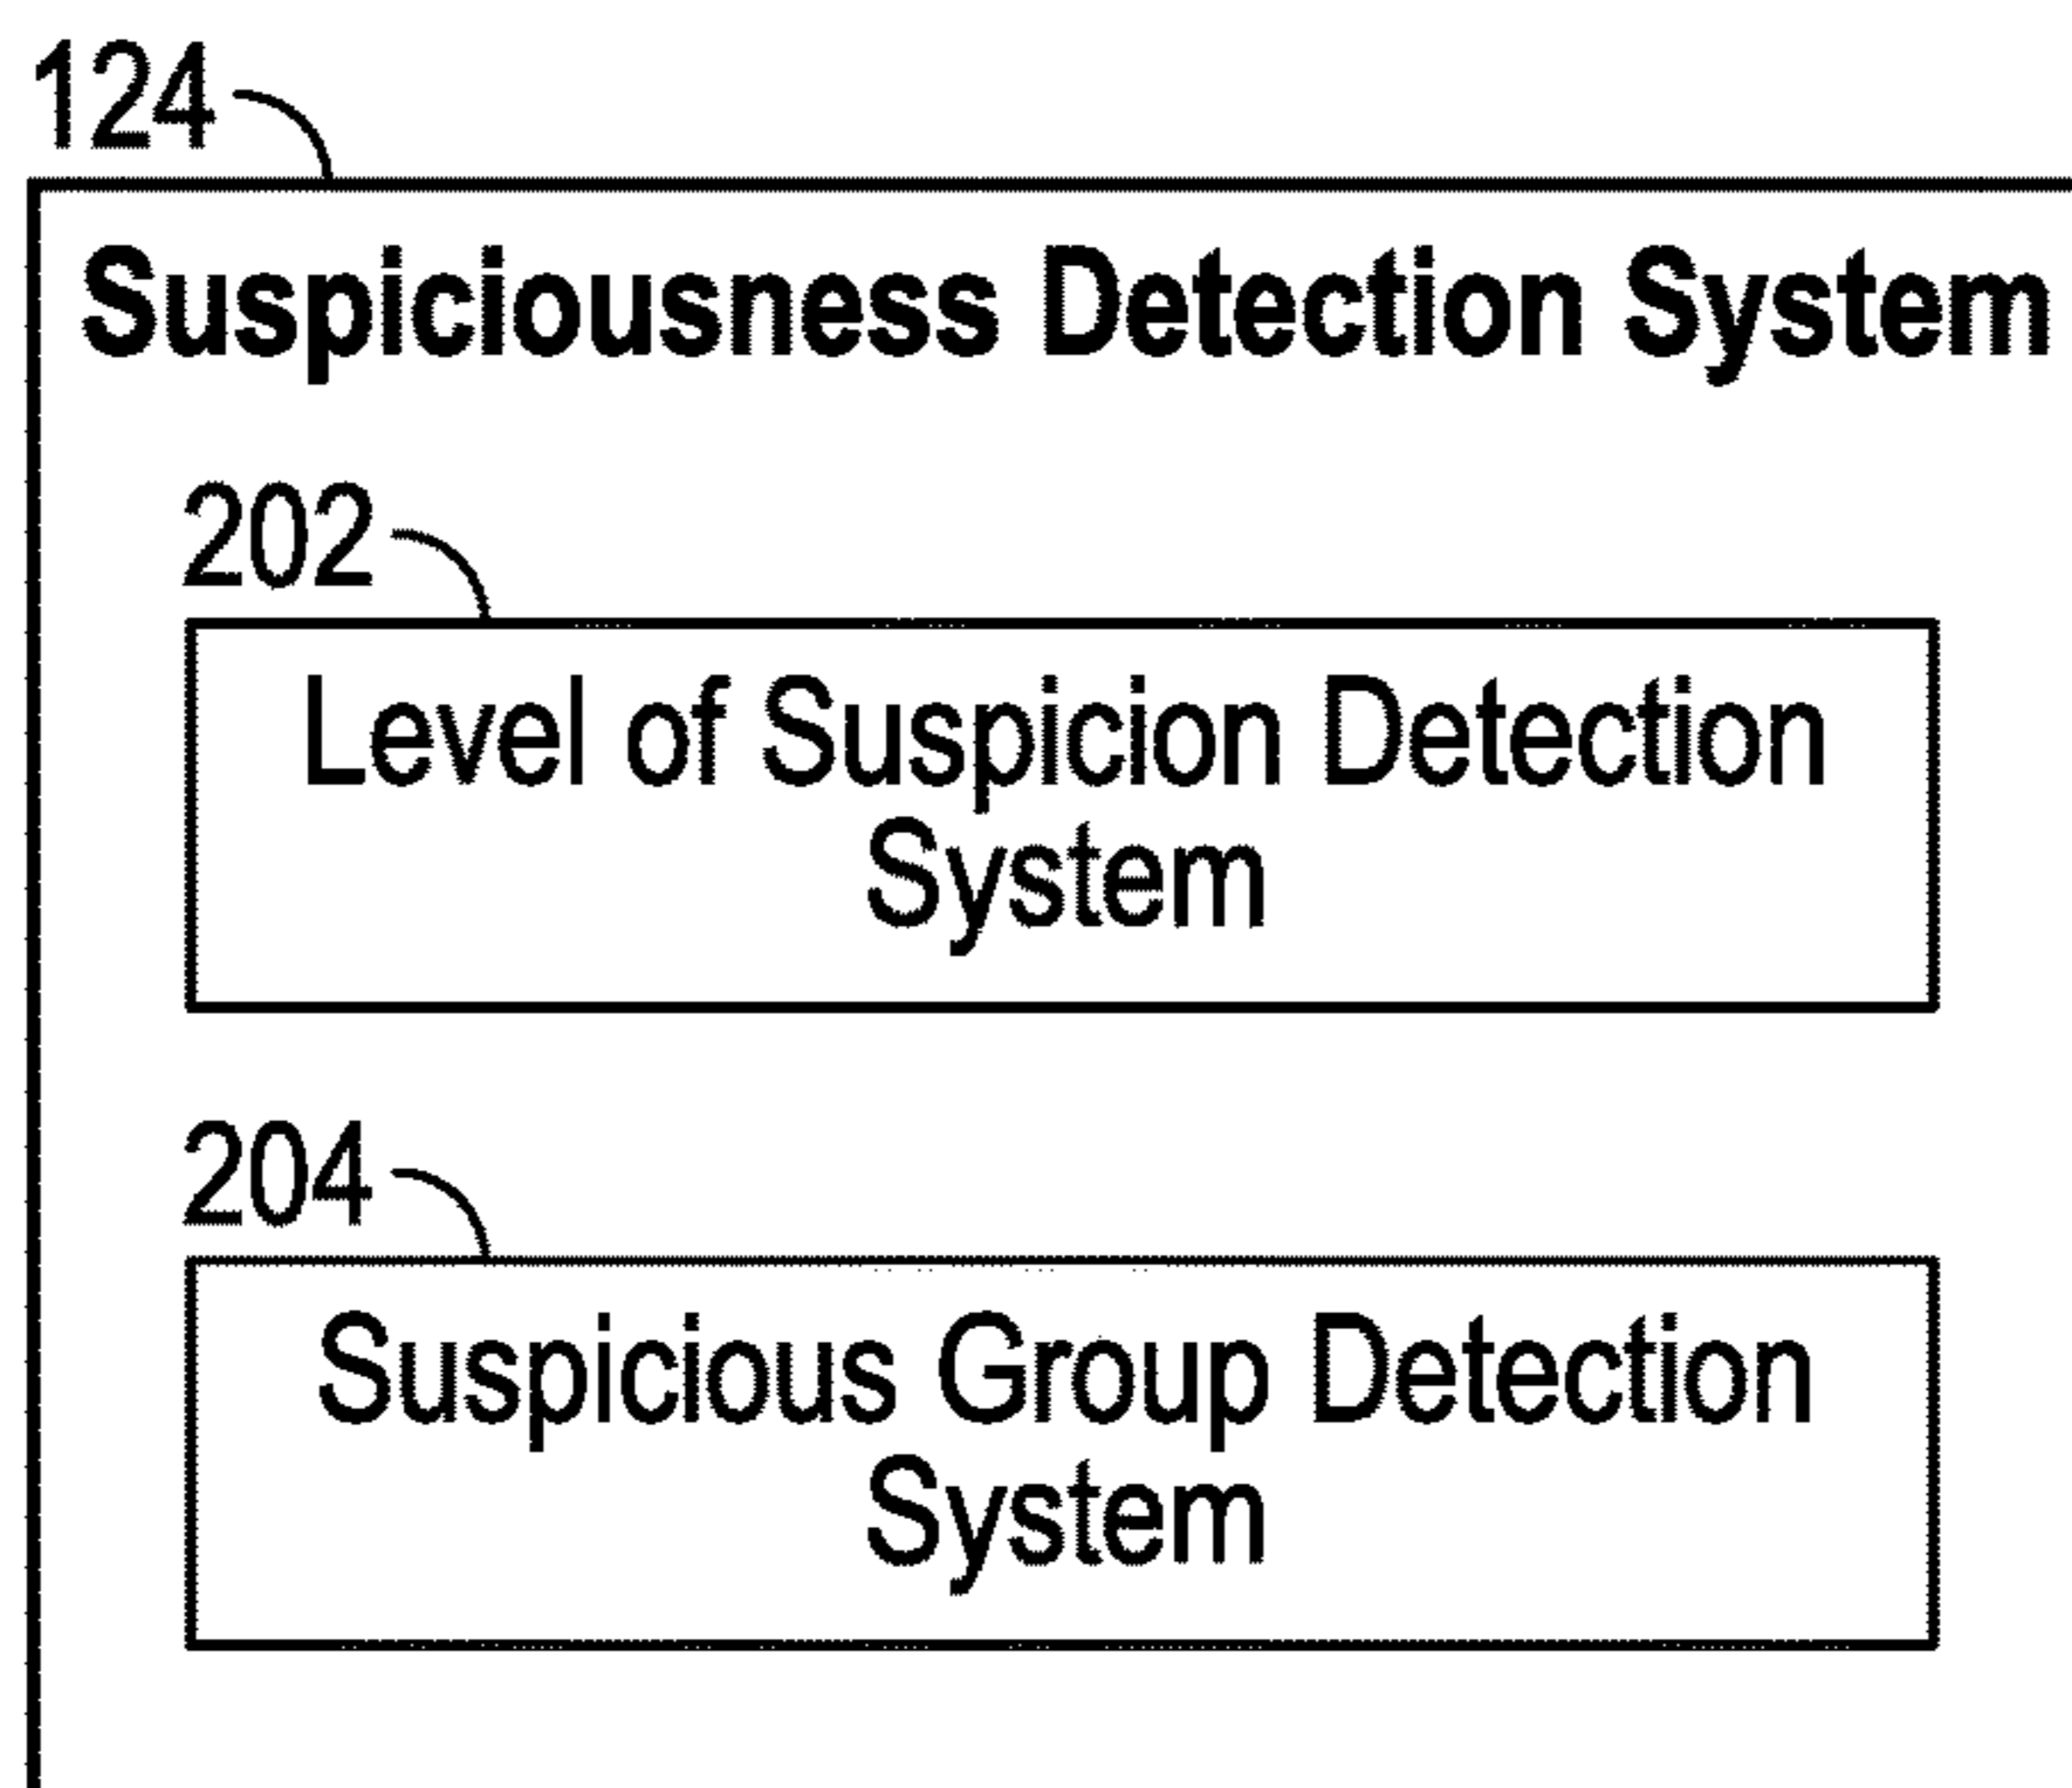 124
Suspiciousness Detection System
202
Level of Suspicion Detection
System
204
Suspicious Group Detection
System